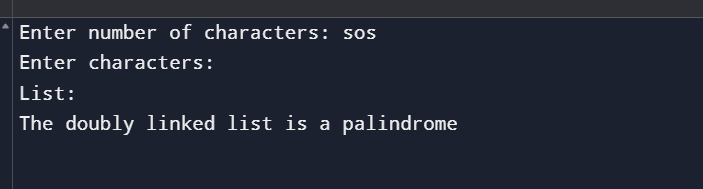 Enter number of characters: sos
Enter characters:
List:
The doubly linked list is a palindrome